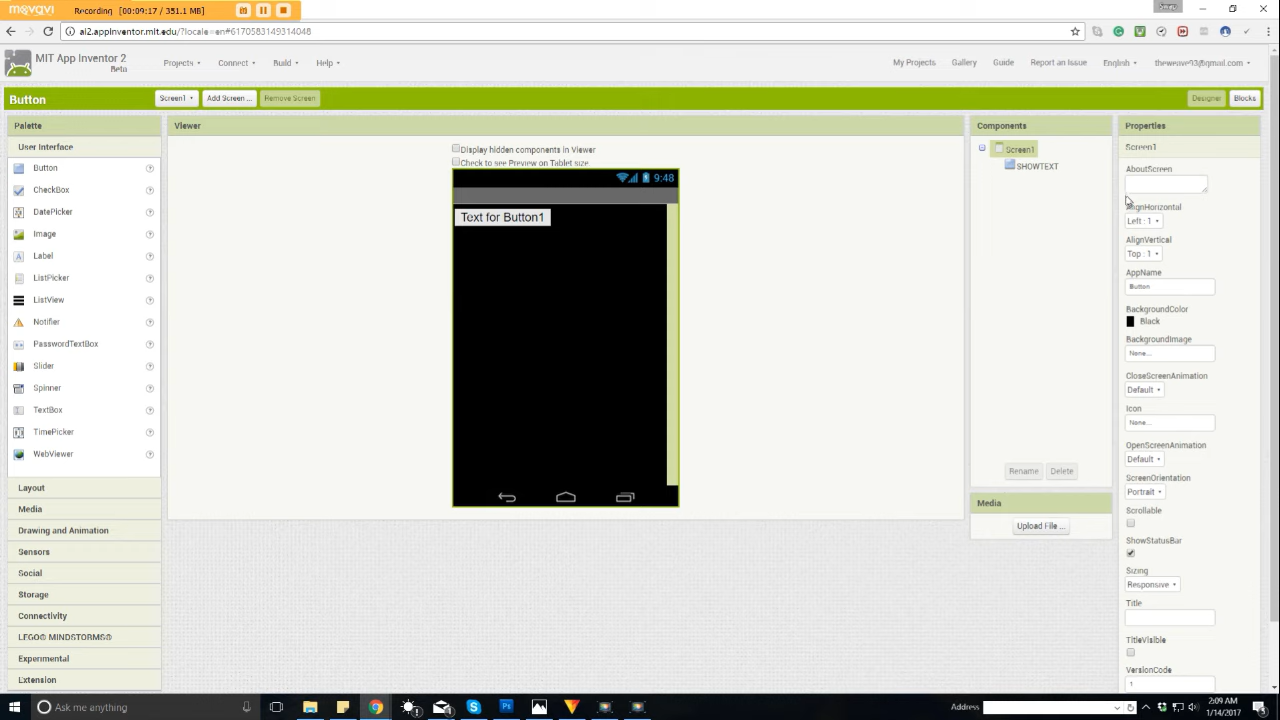 movavi Recording [00:09:17 / 351.1 MB]
ai2.appinventor.mit.edu/?locale=en#6170583149314048
MIT App Inventor 2
Beta
Projects Connect Build Help
My Projects Gallery Guide Report an Issue English theweave93@gmail.com
Button
Screen1 Add Screen ... Remove Screen
Designer Blocks
Palette
User Interface
Button
CheckBox
DatePicker
Image
Label
ListPicker
ListView
Notifier
PasswordTextBox
Slider
Spinner
TextBox
TimePicker
WebViewer
Layout
Media
Drawing and Animation
Sensors
Social
Storage
Connectivity
LEGO® MINDSTORMS®
Experimental
Extension
Viewer
Display hidden components in Viewer
Check to see Preview on Tablet size.
9:48
Text for Button1
Components
Screen1
SHOWTEXT
Rename Delete
Media
Upload File ...
Properties
Screen1
AboutScreen
AlignHorizontal
Left : 1
AlignVertical
Top : 1
AppName
Button
BackgroundColor
Black
BackgroundImage
None...
CloseScreenAnimation
Default
Icon
None...
OpenScreenAnimation
Default
ScreenOrientation
Portrait
Scrollable
ShowStatusBar
Sizing
Responsive
Title
TitleVisible
VersionCode
1
Ask me anything
Address
2:09 AM
1/14/2017